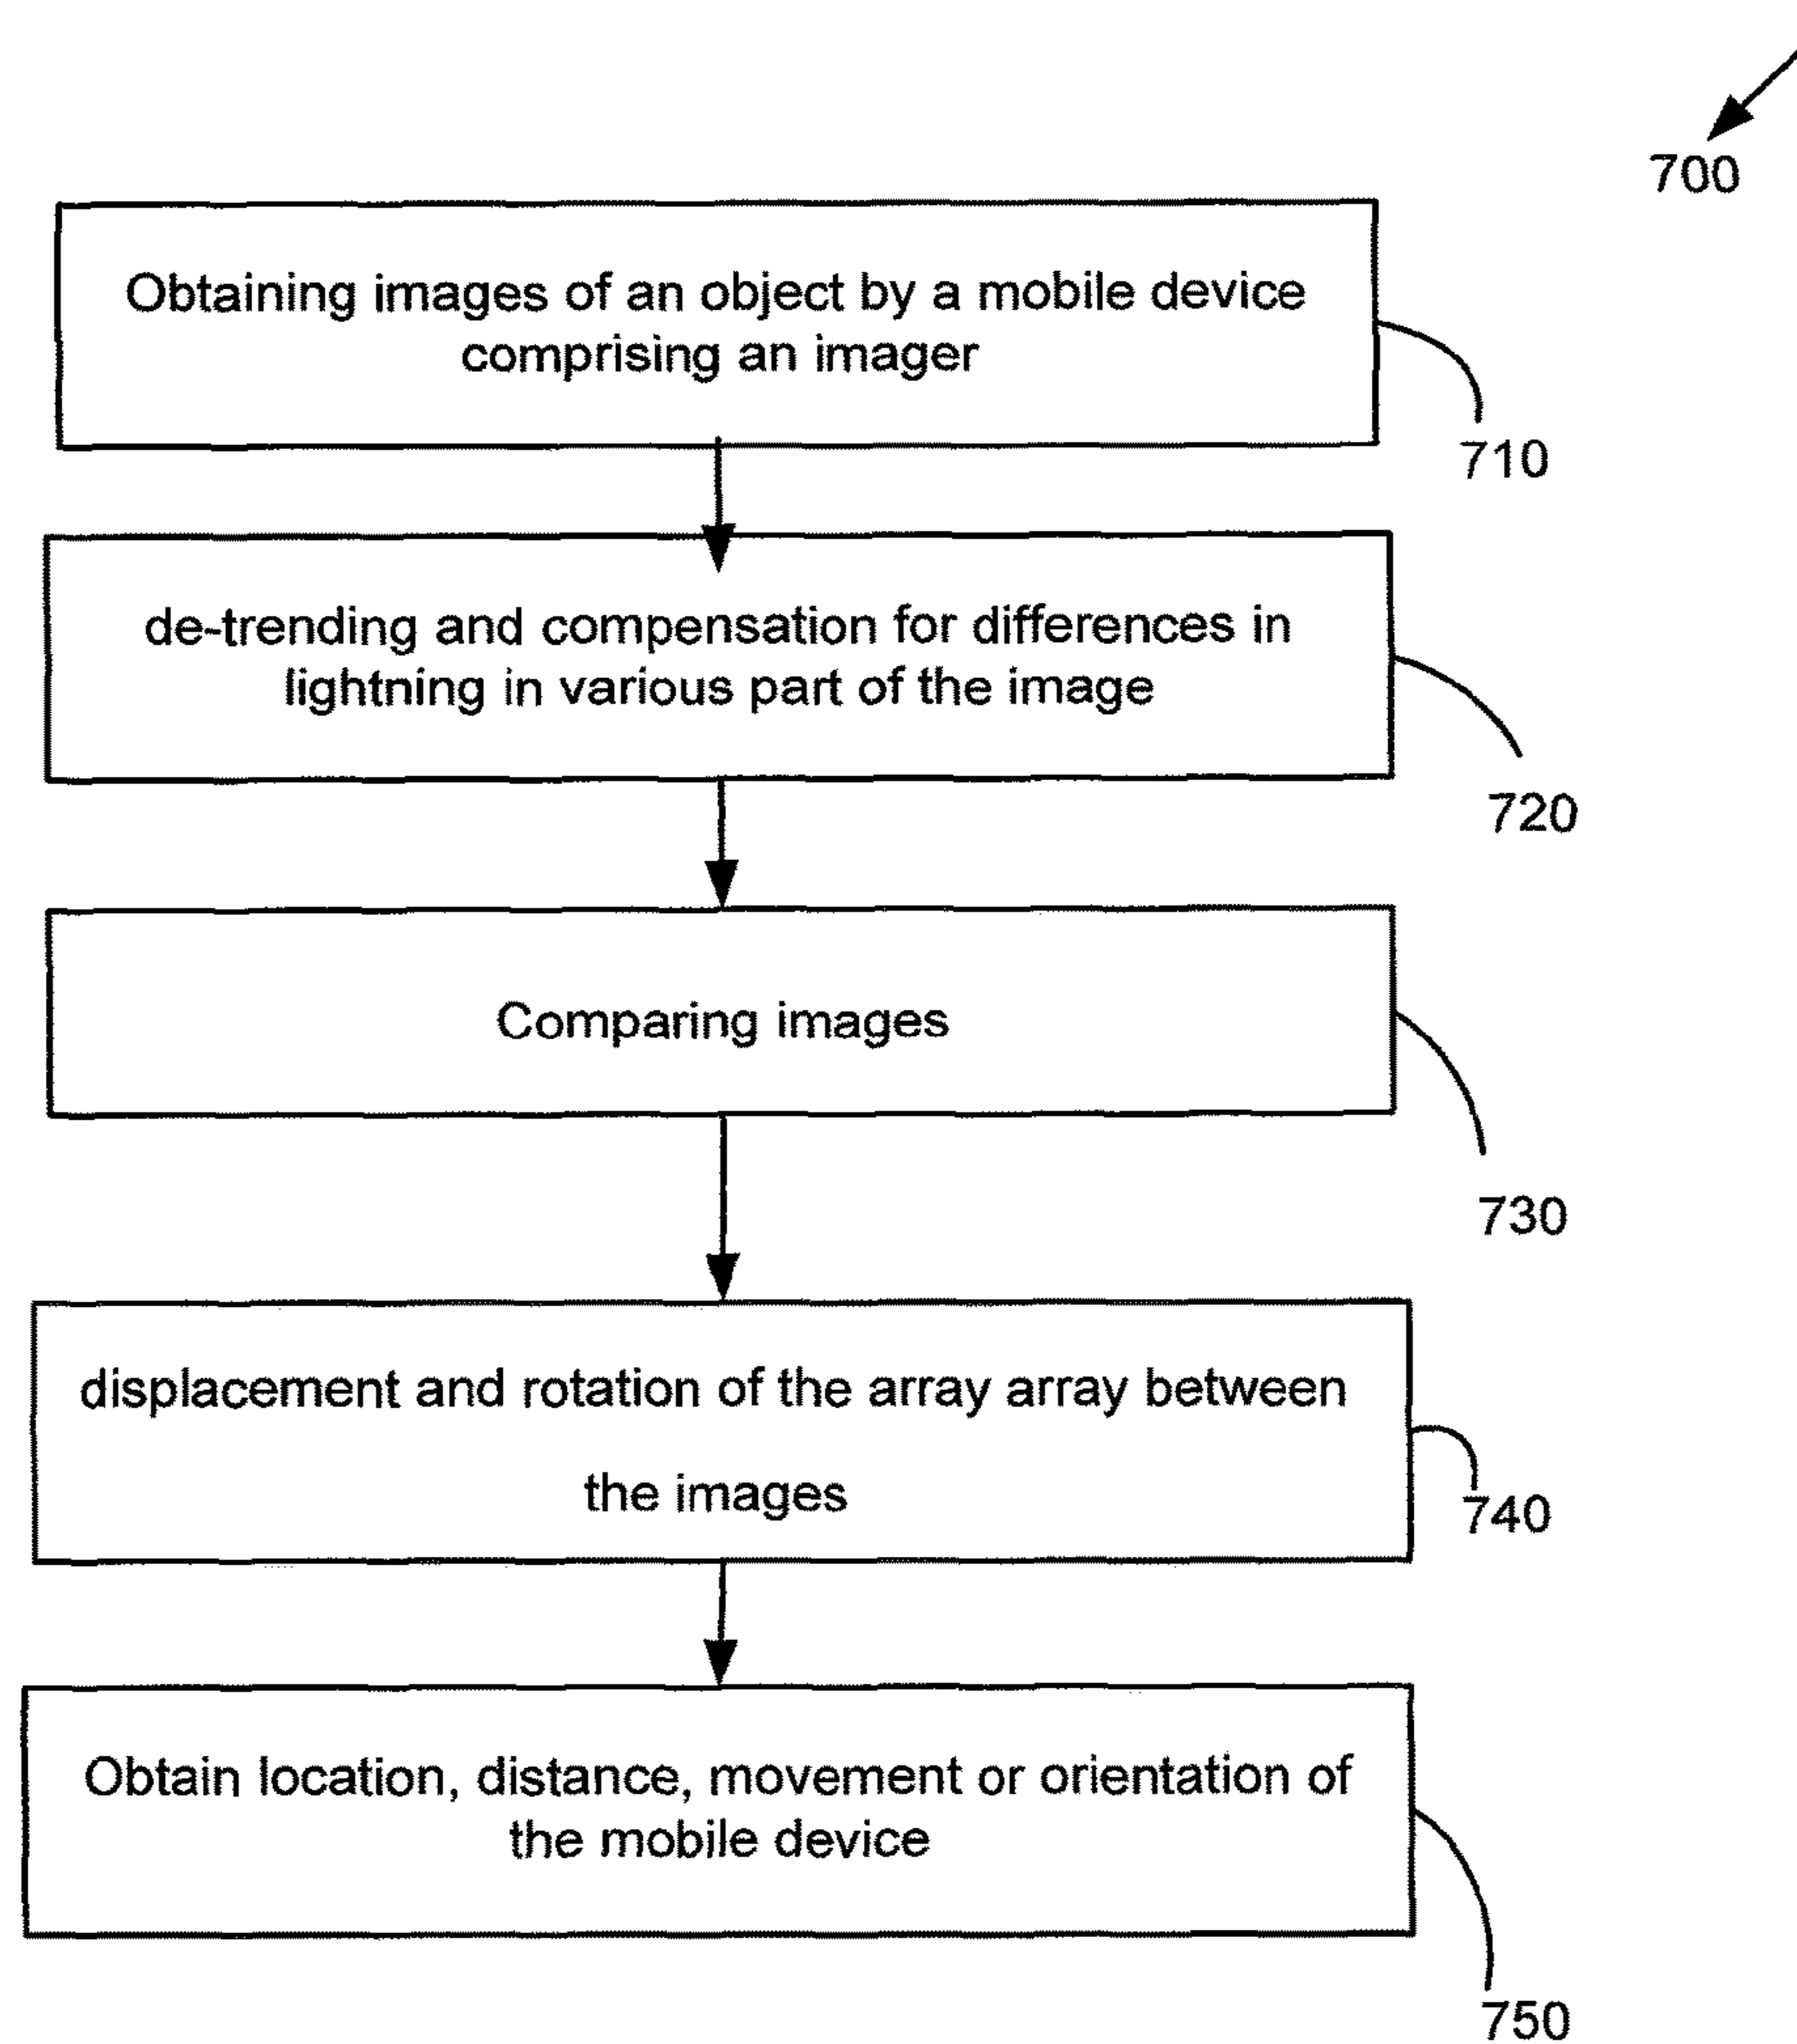 700
Obtaining images of an object by a mobile device
comprising an imager
710
de-trending and compensation for differences in
lightning in various part of the image
720
Comparing images
730
displacement and rotation of the array array between
the images
740
Obtain location, distance, movement or orientation of
the mobile device
750